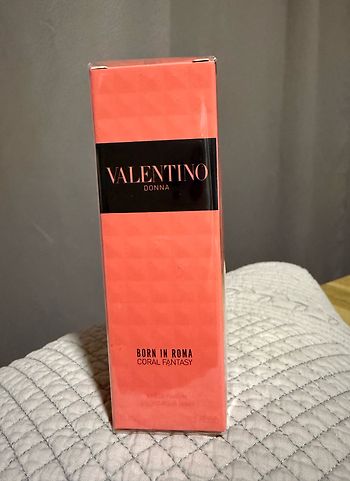 VALENTINO
DONNA
BORN IN ROMA
CORAL FANTASY